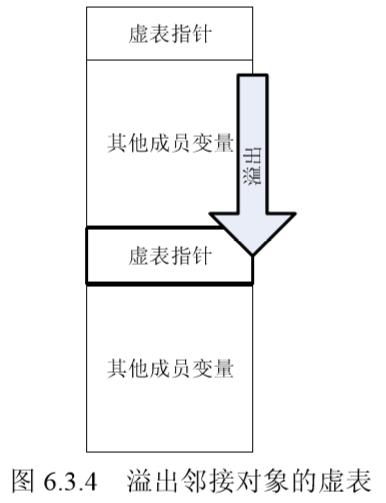 虚表指针
其他成员变量
溢出
虚表指针
其他成员变量
图 6.3.4 溢出邻接对象的虚表